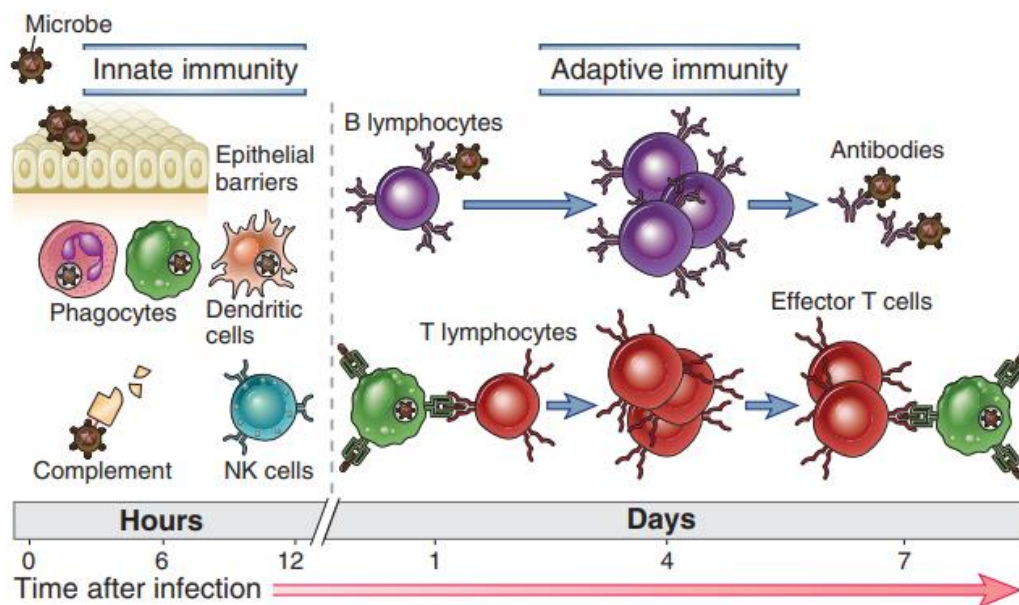 Microbe
Innate immunity
Adaptive immunity
B lymphocytes
Epithelial
barriers
Antibodies
Phagocytes
Dendritic
cells
T lymphocytes
Effector T cells
Complement
NK cells
Hours
Days
0
6
12
1
4
7
Time after infection